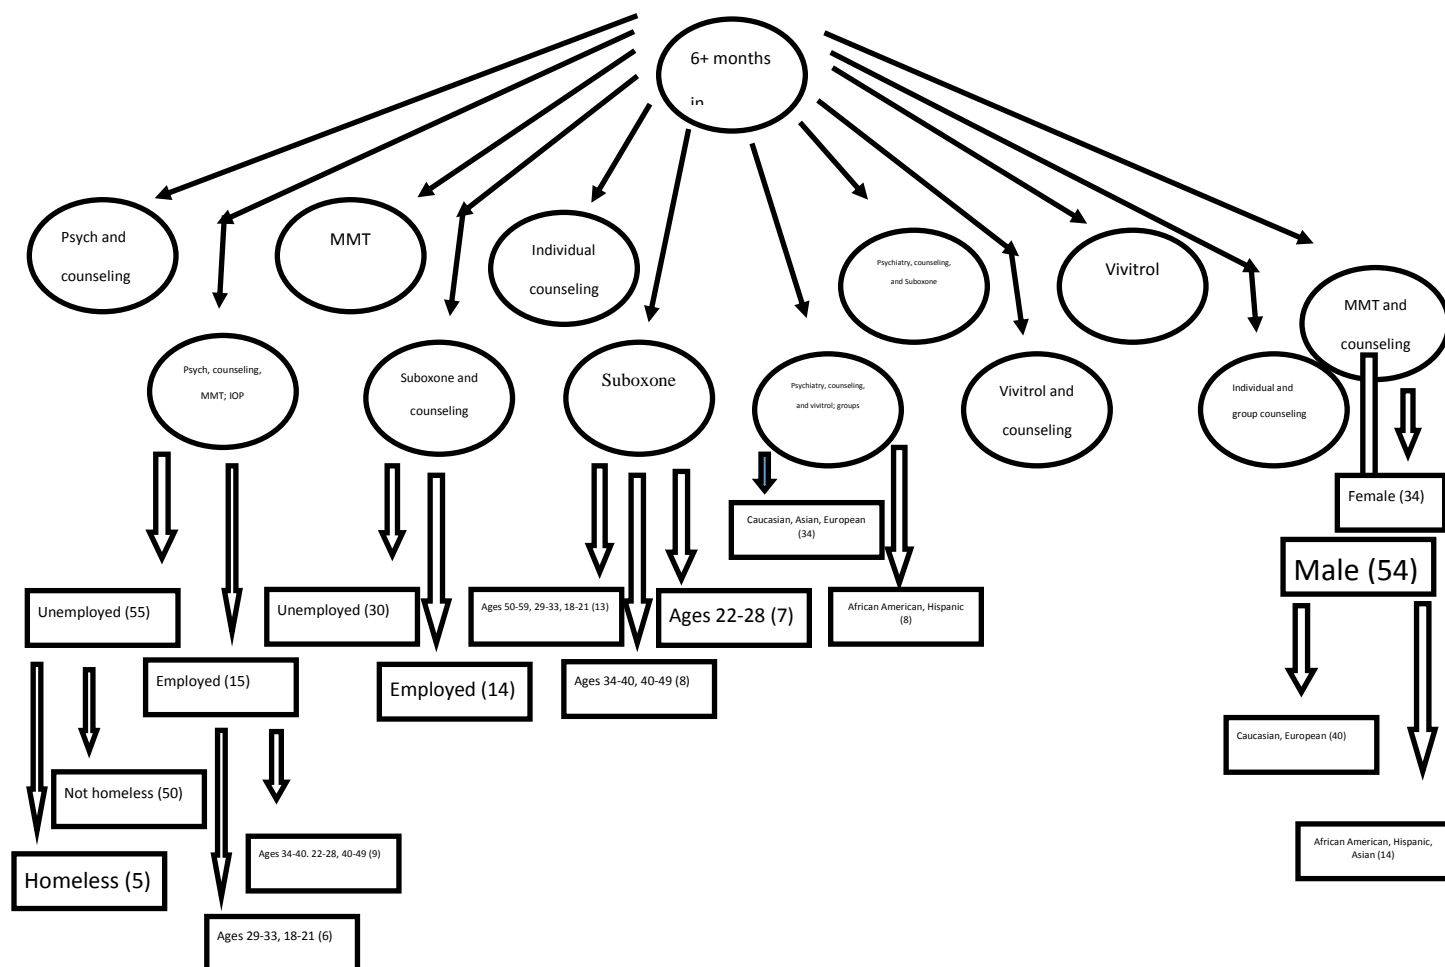 6+ months
in
Psych and
counseling
MMT
Individual
counseling
Psychiatry, counseling,
and Suboxone
Vivitrol
MMT and
counseling
Psych, counseling,
MMT; IOP
Suboxone and
counseling
Suboxone
Psychiatry, counseling,
and vivitrol; groups
Vivitrol and
counseling
Individual and
group counseling
Female (34)
Caucasian, Asian, European
(34)
Male (54)
Unemployed (55)
Unemployed (30)
Ages 50-59, 29-33, 18-21 (13)
Ages 22-28 (7)
African American, Hispanic
(8)
Employed (15)
Employed (14)
Ages 34-40, 40-49 (8)
Caucasian, European (40)
Not homeless (50)
African American, Hispanic,
Asian (14)
Ages 34-40. 22-28, 40-49 (9)
Homeless (5)
Ages 29-33, 18-21 (6)